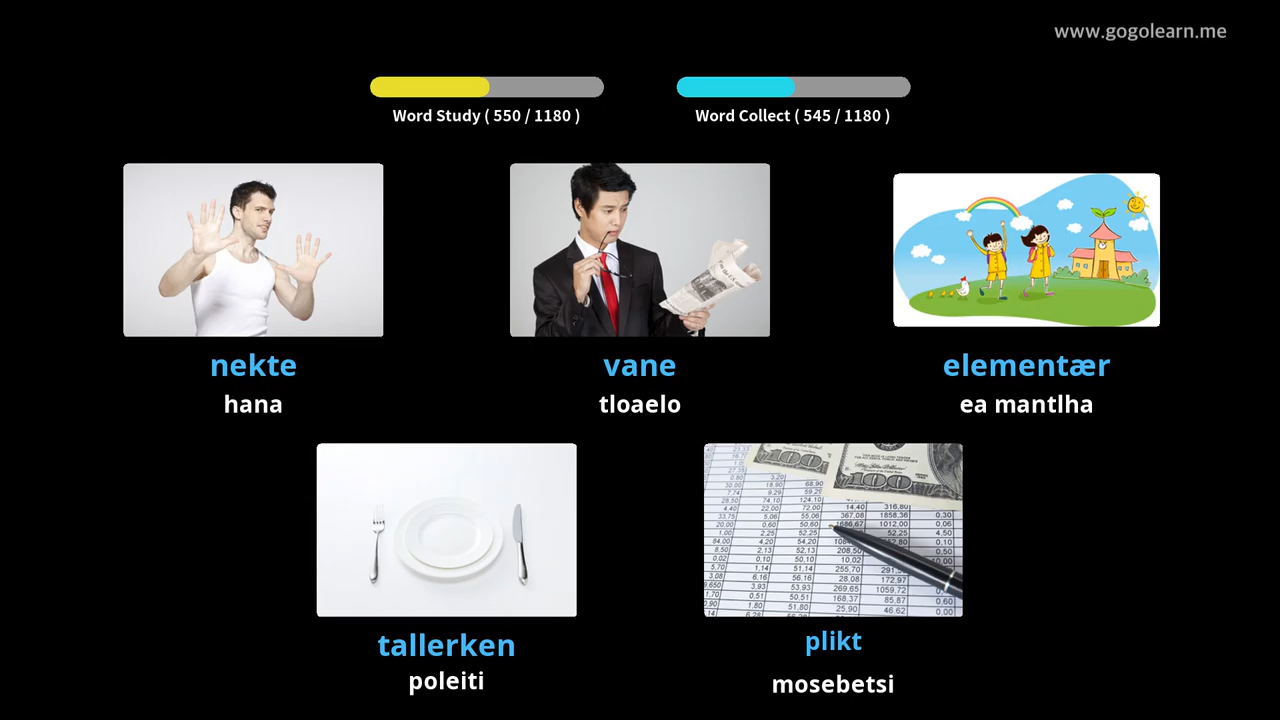 www.gogolearn.me
Word Study ( 550 / 1180 )
Word Collect ( 545 / 1180 )
nekte
hana
vane
tloaelo
elementær
ea mantlha
tallerken
poleiti
plikt
mosebetsi